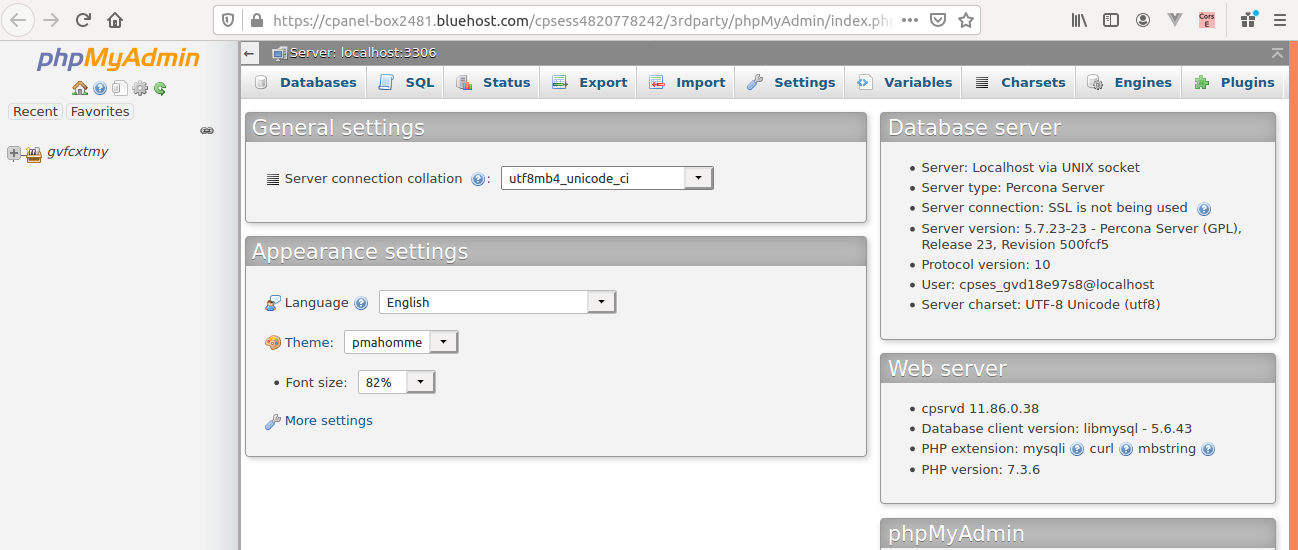 https://cpanel-box2481.bluehost.com/cpsess4820778242/3rdparty/phpMyAdmin/index.php
Cors
E
phpMyAdmin
Recent Favorites
gvfcxtmy
Server: localhost:3306
Databases SQL Status Export Import Settings Variables Charsets Engines Plugins
General settings
Server connection collation : utf8mb4_unicode_ci
Appearance settings
Language English
Theme: pmahomme
• Font size: 82%
More settings
Database server
• Server: Localhost via UNIX socket
• Server type: Percona Server
• Server connection: SSL is not being used
• Server version: 5.7.23-23 - Percona Server (GPL),
Release 23, Revision 500fcf5
• Protocol version: 10
• User: cpses_gvd18e97s8@localhost
• Server charset: UTF-8 Unicode (utf8)
Web server
• cpsrvd 11.86.0.38
• Database client version: libmysql - 5.6.43
• PHP extension: mysqli curl mbstring
• PHP version: 7.3.6
phpMyAdmin